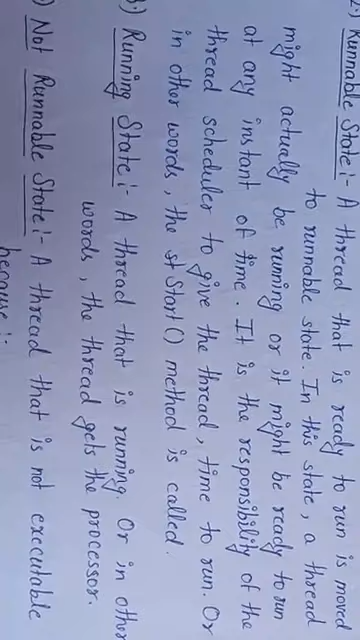 2.) Runnable State:- A thread that is ready to run is moved
to runnable state. In this state, a thread
might actually be running or it might be ready to run
at any instant of time. It is the responsibility of the
thread scheduler to give the thread, time to run. Or
in other words, the stStart() method is called.
3) Running State:- A thread that is running. Or in other
words, the thread gets the processor.
) Not Runnable State:- A thread that is not executable
because:-